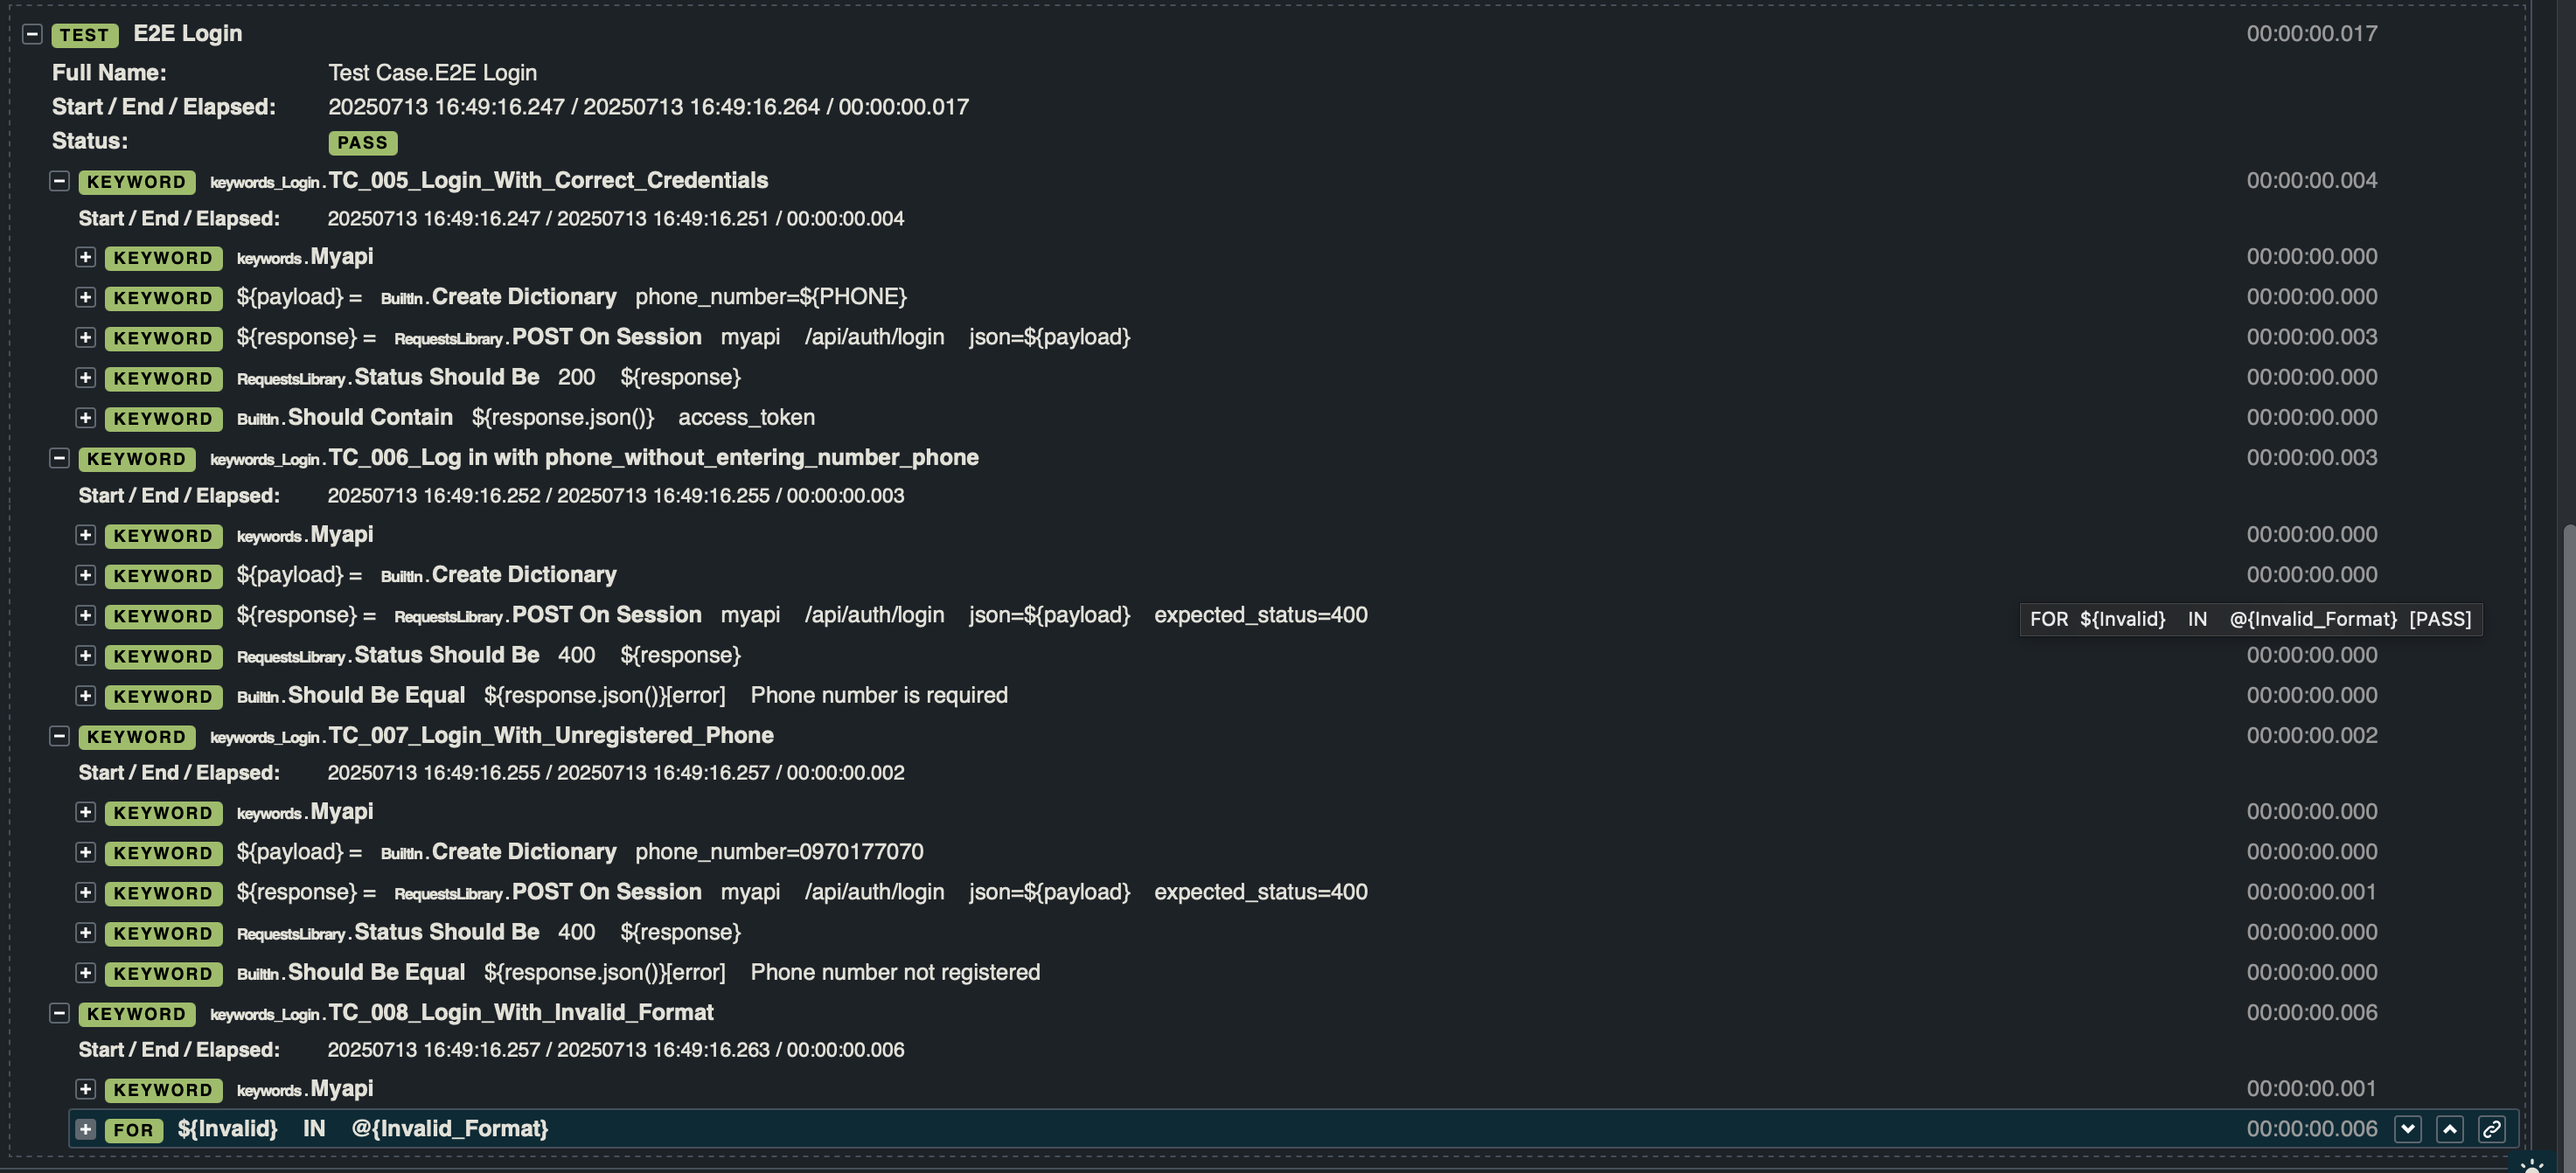 TEST E2E Login 00:00:00.017
Full Name: Test Case.E2E Login
Start / End / Elapsed: 20250713 16:49:16.247 / 20250713 16:49:16.264 / 00:00:00.017
Status: PASS
KEYWORD keywords_Login.TC_005_Login_With_Correct_Credentials 00:00:00.004
Start / End / Elapsed: 20250713 16:49:16.247 / 20250713 16:49:16.251 / 00:00:00.004
KEYWORD keywords.Myapi 00:00:00.000
KEYWORD ${payload} = BuiltIn.Create Dictionary phone_number=${PHONE} 00:00:00.000
KEYWORD ${response} = RequestsLibrary.POST On Session myapi /api/auth/login json=${payload} 00:00:00.003
KEYWORD RequestsLibrary.Status Should Be 200 ${response} 00:00:00.000
KEYWORD BuiltIn.Should Contain ${response.json()} access_token 00:00:00.000
KEYWORD keywords_Login.TC_006_Log in with phone_without_entering_number_phone 00:00:00.003
Start / End / Elapsed: 20250713 16:49:16.252 / 20250713 16:49:16.255 / 00:00:00.003
KEYWORD keywords.Myapi 00:00:00.000
KEYWORD ${payload} = BuiltIn.Create Dictionary 00:00:00.000
KEYWORD ${response} = RequestsLibrary.POST On Session myapi /api/auth/login json=${payload} expected_status=400
FOR ${Invalid} IN @{Invalid_Format} [PASS]
KEYWORD RequestsLibrary.Status Should Be 400 ${response} 00:00:00.000
KEYWORD BuiltIn.Should Be Equal ${response.json()}[error] Phone number is required 00:00:00.000
KEYWORD keywords_Login.TC_007_Login_With_Unregistered_Phone 00:00:00.002
Start / End / Elapsed: 20250713 16:49:16.255 / 20250713 16:49:16.257 / 00:00:00.002
KEYWORD keywords.Myapi 00:00:00.000
KEYWORD ${payload} = BuiltIn.Create Dictionary phone_number=0970177070 00:00:00.000
KEYWORD ${response} = RequestsLibrary.POST On Session myapi /api/auth/login json=${payload} expected_status=400 00:00:00.001
KEYWORD RequestsLibrary.Status Should Be 400 ${response} 00:00:00.000
KEYWORD BuiltIn.Should Be Equal ${response.json()}[error] Phone number not registered 00:00:00.000
KEYWORD keywords_Login.TC_008_Login_With_Invalid_Format 00:00:00.006
Start / End / Elapsed: 20250713 16:49:16.257 / 20250713 16:49:16.263 / 00:00:00.006
KEYWORD keywords.Myapi 00:00:00.001
FOR ${Invalid} IN @{Invalid_Format} 00:00:00.006